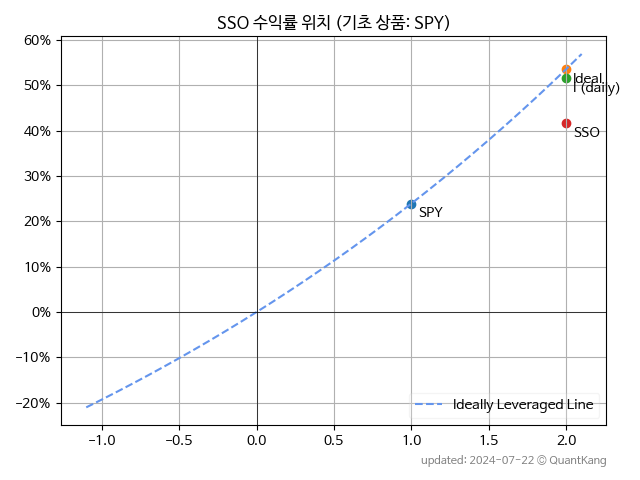 SSO 수익률 위치 (기초 상품: SPY)
60%
50%
40%
30%
20%
10%
0%
-10%
-20%
Ideal
I (daily)
SSO
SPY
Ideally Leveraged Line
-1.0 -0.5 0.0 0.5 1.0 1.5 2.0
updated: 2024-07-22 © QuantKang